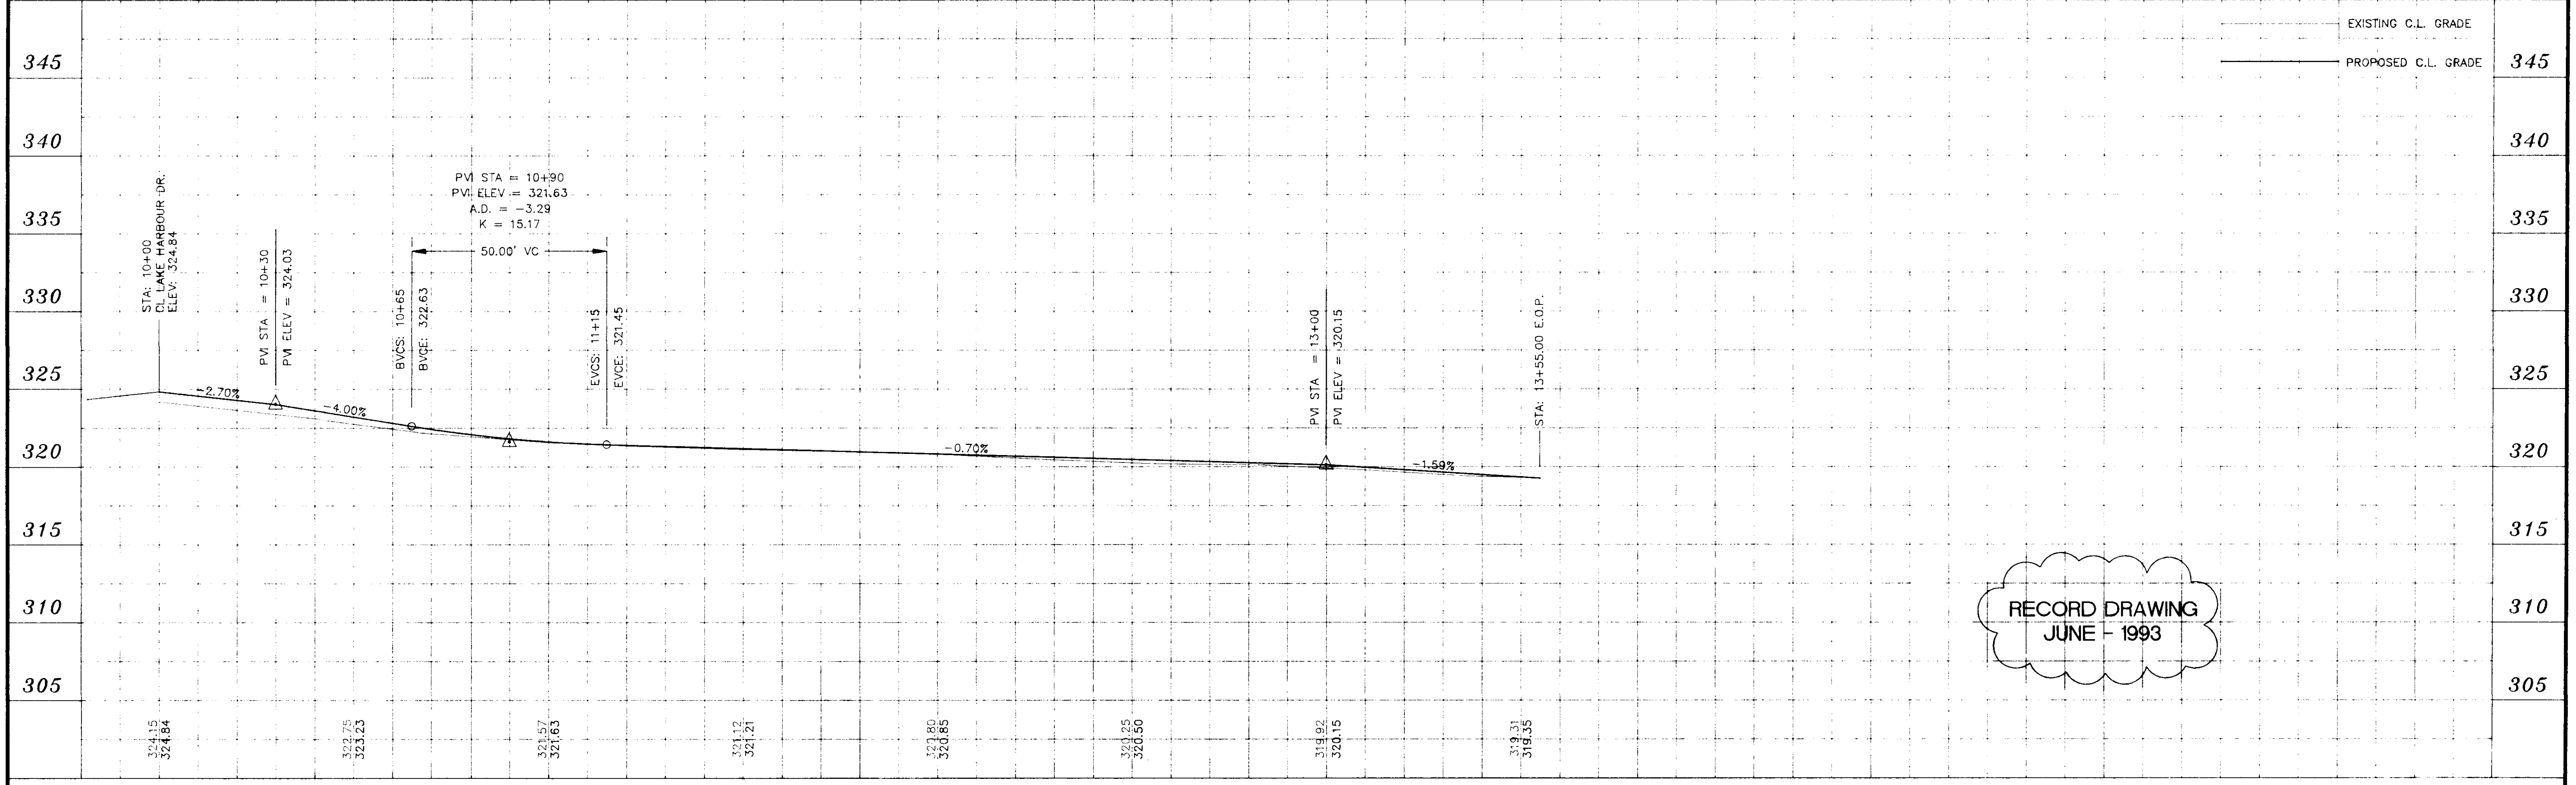 EXISTING C.L. GRADE
PROPOSED C.L. GRADE
345
345
340
340
335
335
330
330
325
325
320
320
315
315
310
310
305
305
STA: 10+00
CL LAKE HARBOUR DR.
ELEV: 324.84
PVI STA = 10+30
PVI ELEV = 324.03
PVI STA = 10+90
PVI ELEV = 321.63
A.D. = -3.29
K = 15.17
50.00' VC
BVCS: 10+65
BVCE: 322.63
EVCS: 11+15
EVCE: 321.45
PVI STA = 13+00
PVI ELEV = 320.15
STA: 13+55.00 E.O.P.
-2.70%
-4.00%
-0.70%
-1.59%
RECORD DRAWING
JUNE - 1993
324.15
324.84
322.75
323.23
321.57
321.63
321.12
321.21
320.80
320.85
320.25
320.50
319.92
320.15
319.31
319.35